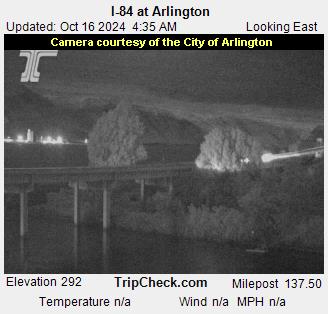 I-84 at Arlington
Updated: Oct 16 2024 4:35 AM Looking East
Camera courtesy of the City of Arlington
Elevation 292 TripCheck.com Milepost 137.50
Temperature n/a Wind n/a MPH n/a